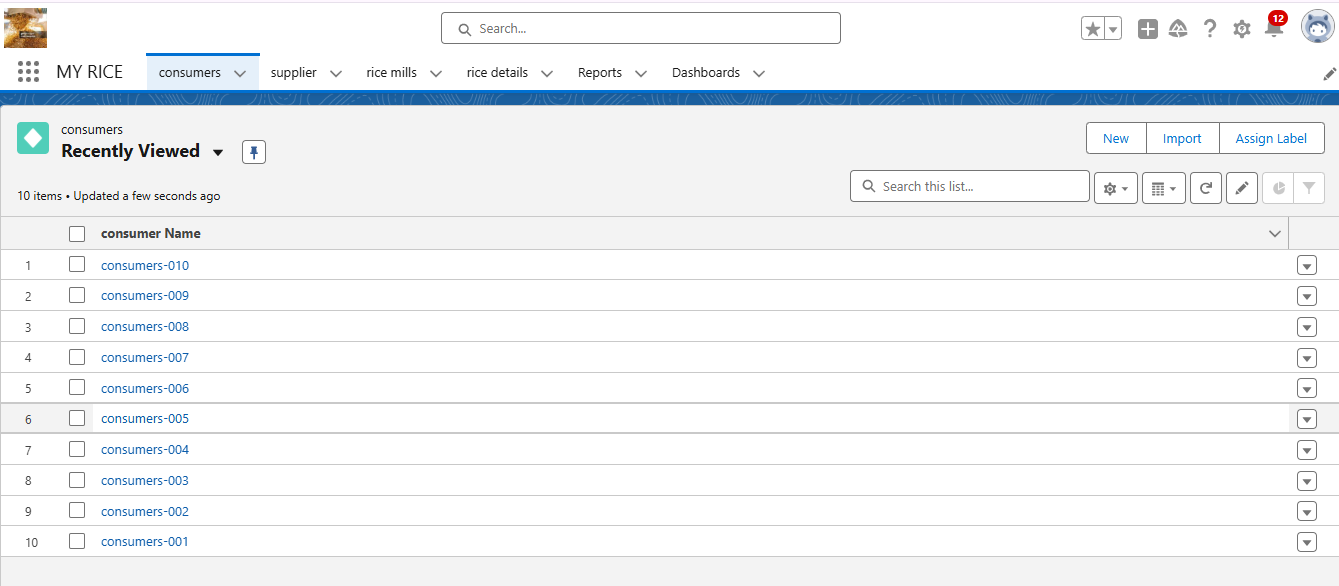 Search...
12
MY RICE
consumers
supplier
rice mills
rice details
Reports
Dashboards
consumers
Recently Viewed
New
Import
Assign Label
10 items • Updated a few seconds ago
Search this list...
consumer Name
1 consumers-010
2 consumers-009
3 consumers-008
4 consumers-007
5 consumers-006
6 consumers-005
7 consumers-004
8 consumers-003
9 consumers-002
10 consumers-001